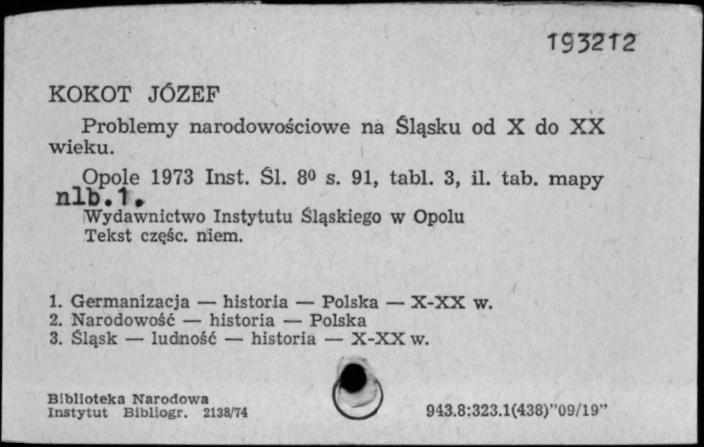 193212
KOKOT JÓZEF
Problemy narodowościowe na Śląsku od X do XX
wieku.
Opole 1973 Inst. Śl. 8⁰ s. 91, tabl. 3, il. tab. mapy
nlb.1.
Wydawnictwo Instytutu Śląskiego w Opolu
Tekst częśc. niem.
1. Germanizacja — historia — Polska — X-XX w.
2. Narodowość — historia — Polska
3. Śląsk — ludność — historia — X-XX w.
Biblioteka Narodowa
Instytut Bibliogr. 2138/74
943.8:323.1(438)"09/19"